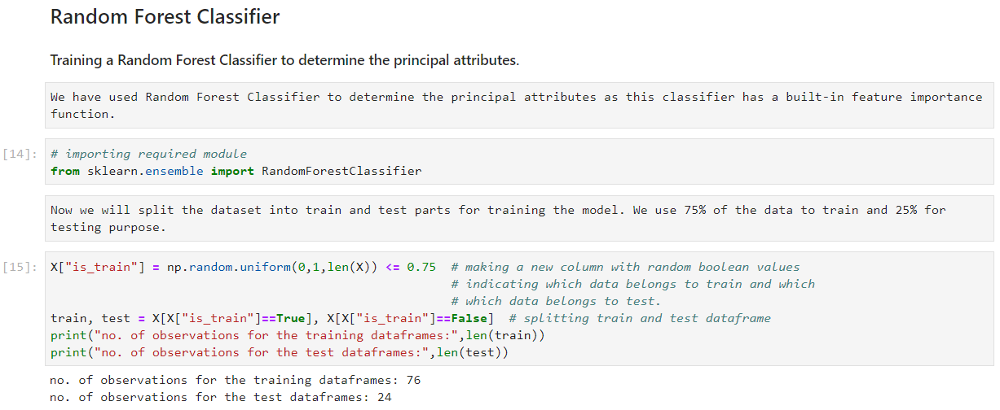 Random Forest Classifier
Training a Random Forest Classifier to determine the principal attributes.
We have used Random Forest Classifier to determine the principal attributes as this classifier has a built-in feature importance
function.
[14]: # importing required module
from sklearn.ensemble import RandomForestClassifier
Now we will split the dataset into train and test parts for training the model. We use 75% of the data to train and 25% for
testing purpose.
[15]: X["is_train"] = np.random.uniform(0,1,len(X)) <= 0.75  # making a new column with random boolean values
# indicating which data belongs to train and which
# which data belongs to test.
train, test = X[X["is_train"]==True], X[X["is_train"]==False]  # splitting train and test dataframe
print("no. of observations for the training dataframes:",len(train))
print("no. of observations for the test dataframes:",len(test))
no. of observations for the training dataframes: 76
no. of observations for the test dataframes: 24